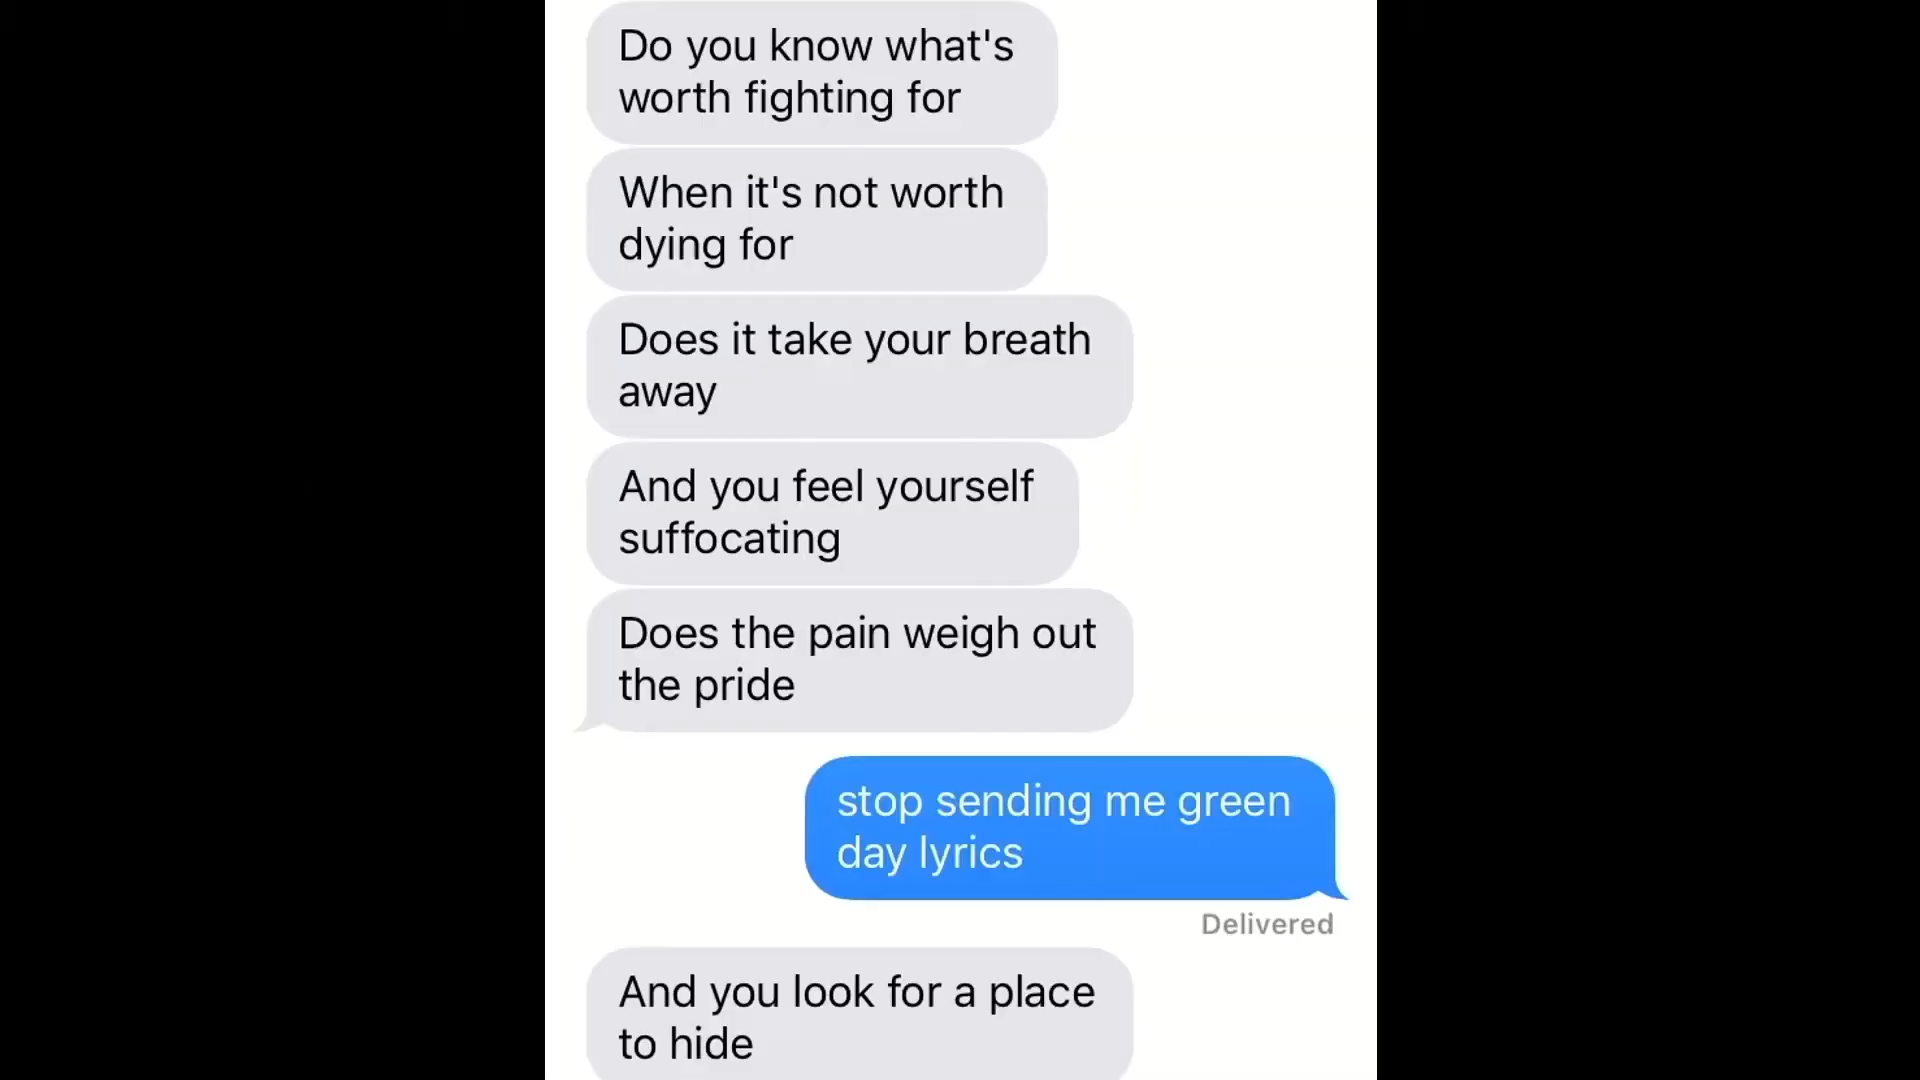 Do you know what's
worth fighting for
When it's not worth
dying for
Does it take your breath
away
And you feel yourself
suffocating
Does the pain weigh out
the pride
stop sending me green
day lyrics
Delivered
And you look for a place
to hide